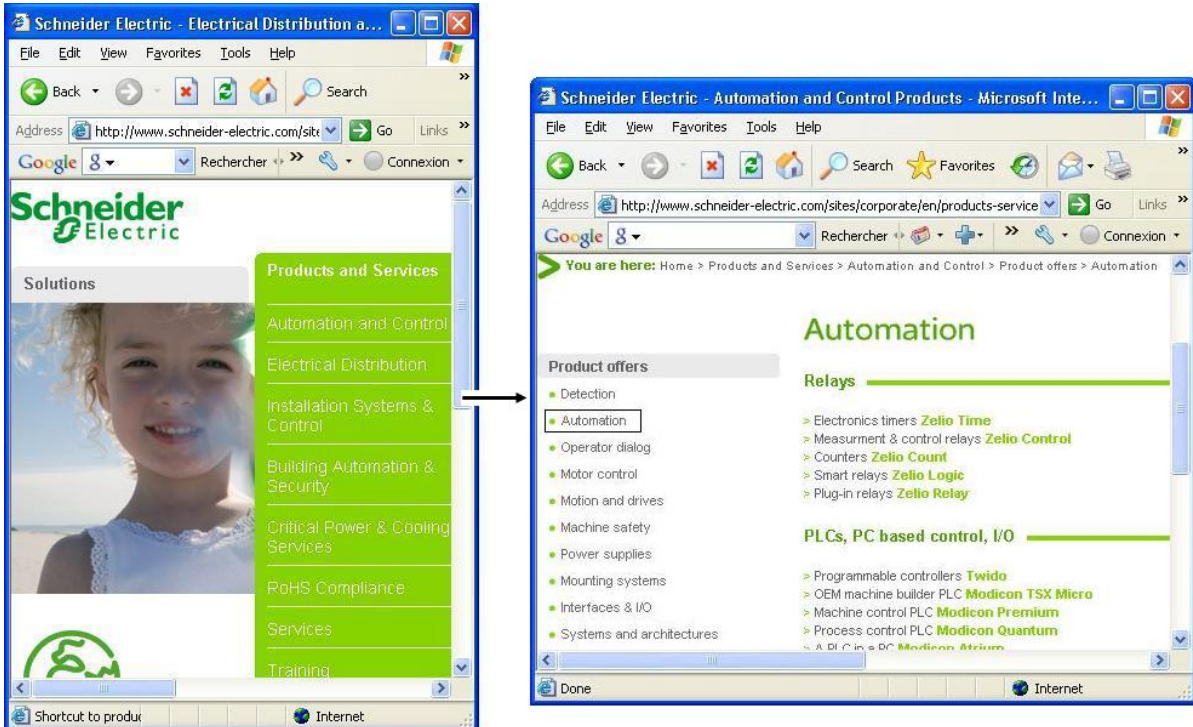 Schneider Electric - Electrical Distribution a...
File Edit View Favorites Tools Help
Back Search »
Address http://www.schneider-electric.com/site Go Links »
Google Rechercher » Connexion
Schneider
Electric
Solutions
Products and Services
Automation and Control
Electrical Distribution
Installation Systems &
Control
Building Automation &
Security
Critical Power & Cooling
Services
RoHS Compliance
Services
Training
Shortcut to produc Internet
Schneider Electric - Automation and Control Products - Microsoft Inte...
File Edit View Favorites Tools Help
Back Search Favorites »
Address http://www.schneider-electric.com/sites/corporate/en/products-service Go Links »
Google Rechercher » Connexion
You are here: Home > Products and Services > Automation and Control > Product offers > Automation
Product offers
• Detection
• Automation
• Operator dialog
• Motor control
• Motion and drives
• Machine safety
• Power supplies
• Mounting systems
• Interfaces & I/O
• Systems and architectures
Automation
Relays
> Electronics timers Zelio Time
> Measurment & control relays Zelio Control
> Counters Zelio Count
> Smart relays Zelio Logic
> Plug-in relays Zelio Relay
PLCs, PC based control, I/O
> Programmable controllers Twido
> OEM machine builder PLC Modicon TSX Micro
> Machine control PLC Modicon Premium
> Process control PLC Modicon Quantum
> A PLC in a PC Modicon Atrium
Done Internet